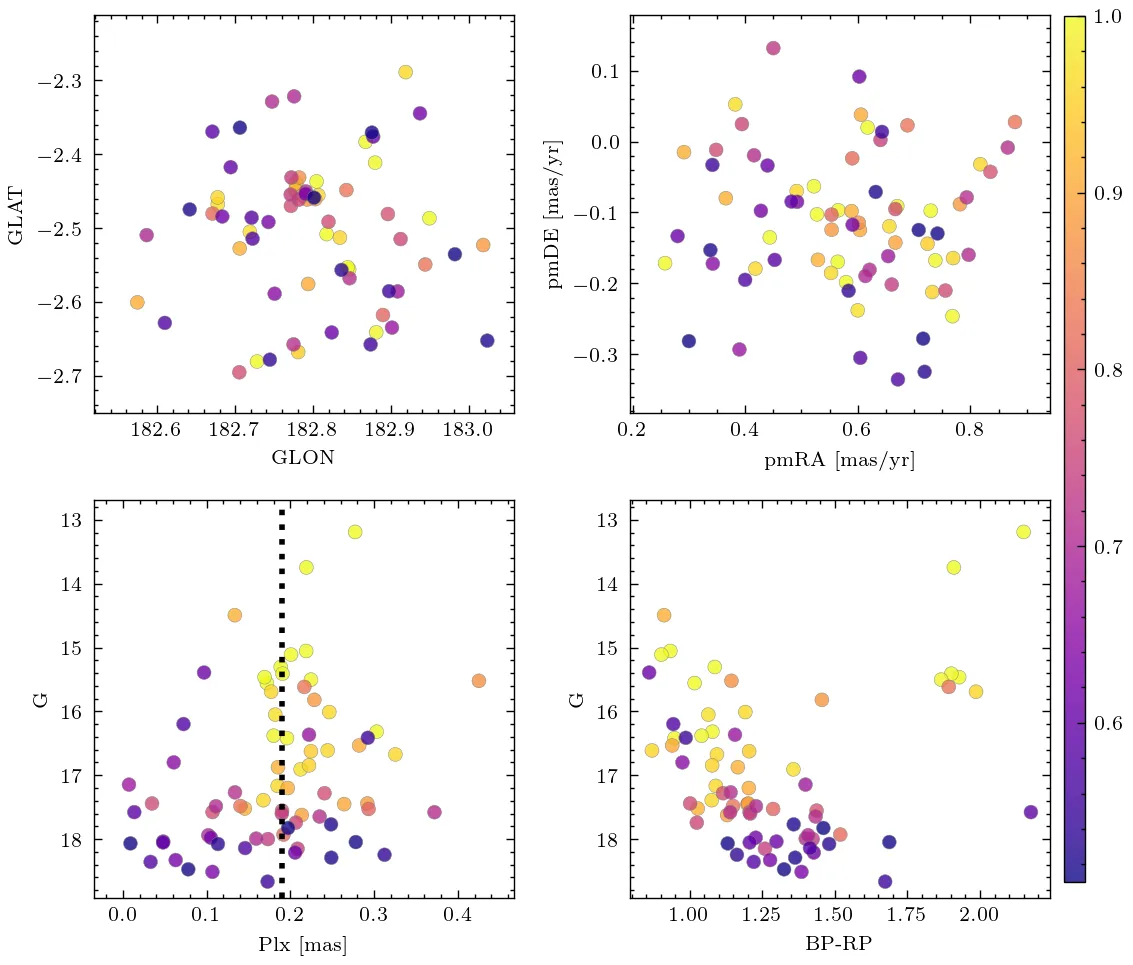 −2.3
−2.4
−2.5
−2.6
−2.7
GLAT
182.6 182.7 182.8 182.9 183.0
GLON
0.1
0.0
−0.1
−0.2
−0.3
pmDE [mas/yr]
0.2 0.4 0.6 0.8
pmRA [mas/yr]
13
14
15
16
17
18
G
0.0 0.1 0.2 0.3 0.4
Plx [mas]
13
14
15
16
17
18
G
1.00 1.25 1.50 1.75 2.00
BP-RP
1.0
0.9
0.8
0.7
0.6